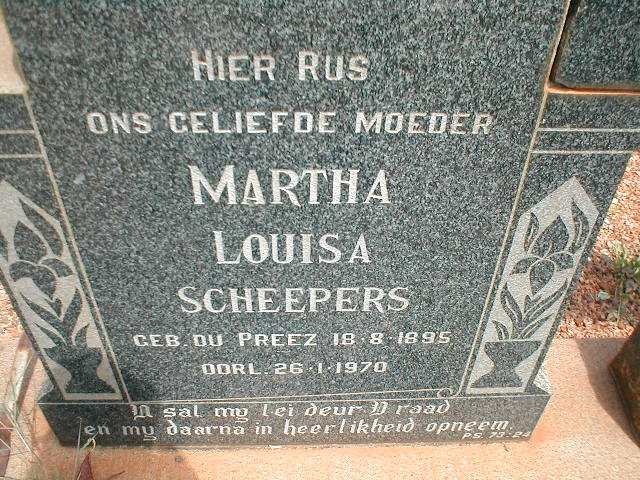 HIER RUS
ONS GELIEFDE MOEDER
MARTHA
LOUISA
SCHEEPERS
GEB. DU PREEZ 18·8·1895
OORL. 26·1·1970
U sal my lei deur U raad
en my daarna in heerlikheid opneem.
PS. 73-24